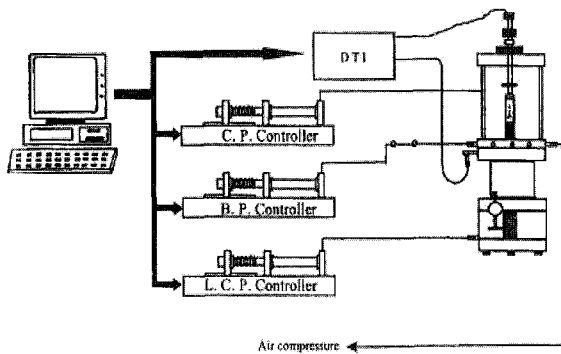 DTI
C. P. Controller
B. P. Controller
L. C. P. Controller
Air compressure